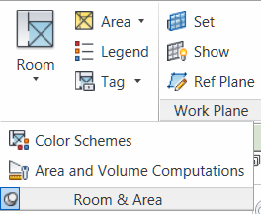 Room
Area
Legend
Tag
Set
Show
Ref Plane
Work Plane
Color Schemes
Area and Volume Computations
Room & Area